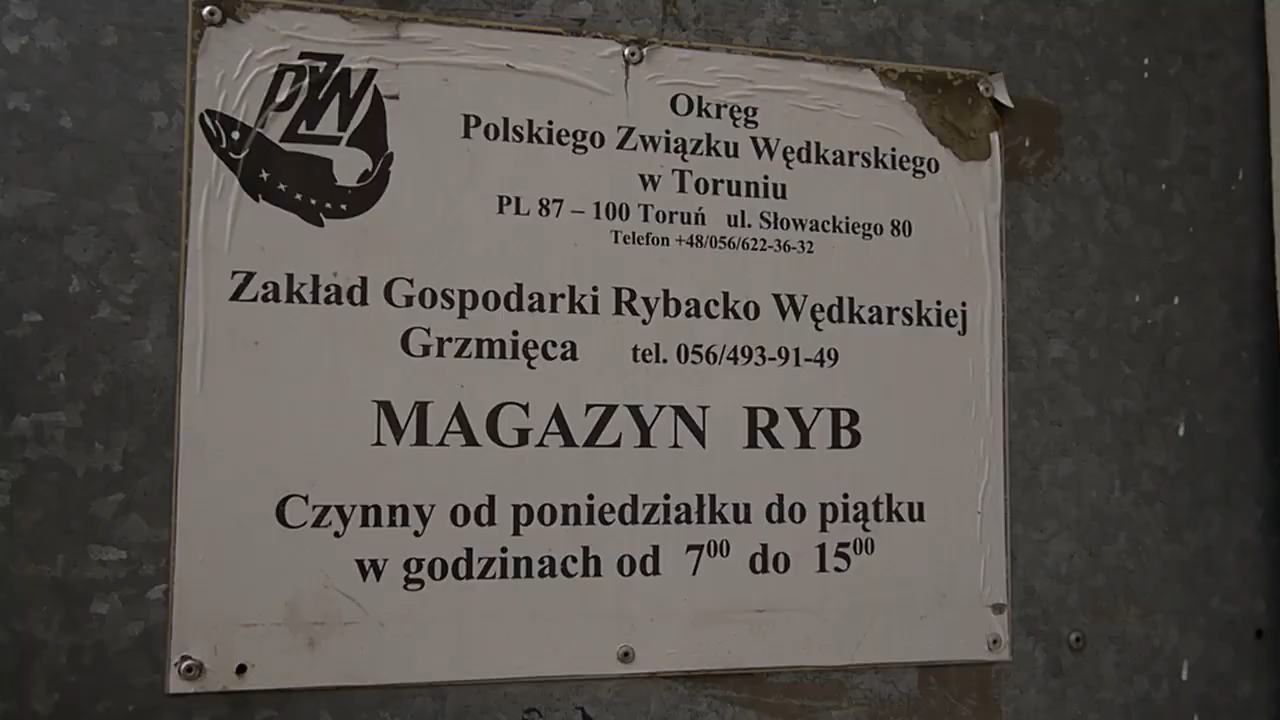 PZW
Okręg
Polskiego Związku Wędkarskiego
w Toruniu
PL 87 – 100 Toruń ul. Słowackiego 80
Telefon +48/056/622-36-32
Zakład Gospodarki Rybacko Wędkarskiej
Grzmięca tel. 056/493-91-49
MAGAZYN RYB
Czynny od poniedziałku do piątku
w godzinach od 7⁰⁰ do 15⁰⁰